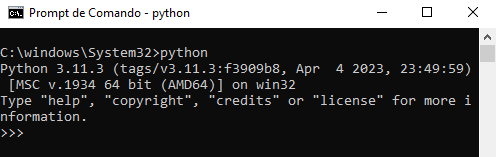 Prompt de Comando - python
C:\windows\System32>python
Python 3.11.3 (tags/v3.11.3:f3909b8, Apr  4 2023, 23:49:59)
 [MSC v.1934 64 bit (AMD64)] on win32
Type "help", "copyright", "credits" or "license" for more i
nformation.
>>>